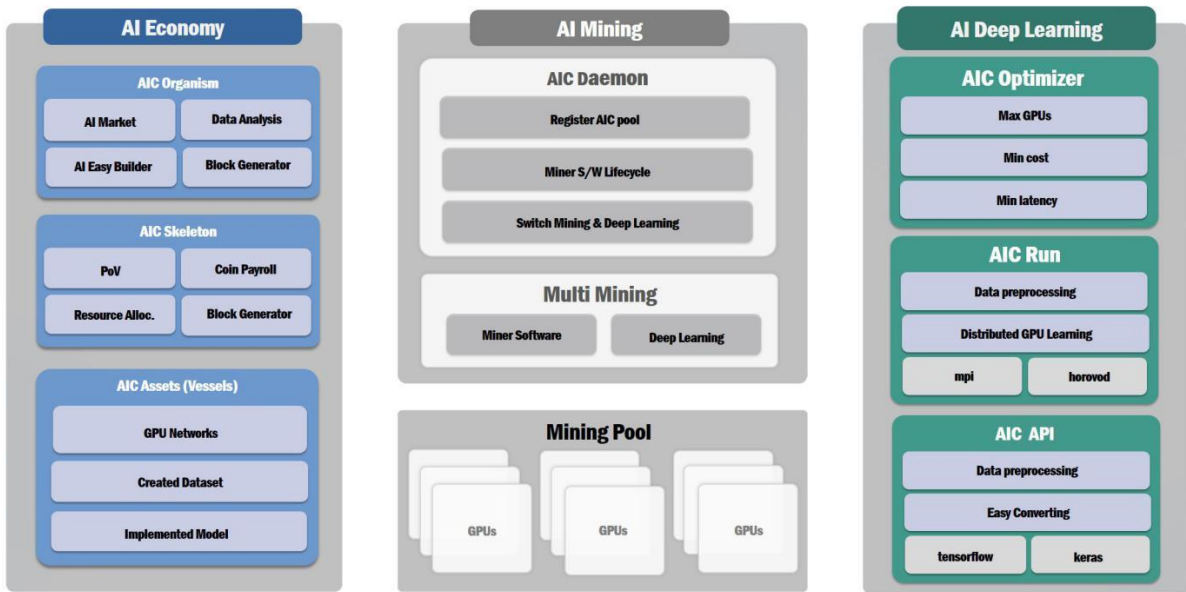 AI Economy
AIC Organism
AI Market
Data Analysis
AI Easy Builder
Block Generator
AIC Skeleton
PoV
Coin Payroll
Resource Alloc.
Block Generator
AIC Assets (Vessels)
GPU Networks
Created Dataset
Implemented Model
AI Mining
AIC Daemon
Register AIC pool
Miner S/W Lifecycle
Switch Mining & Deep Learning
Multi Mining
Miner Software
Deep Learning
Mining Pool
GPUs
GPUs
GPUs
AI Deep Learning
AIC Optimizer
Max GPUs
Min cost
Min latency
AIC Run
Data preprocessing
Distributed GPU Learning
mpi
horovod
AIC API
Data preprocessing
Easy Converting
tensorflow
keras